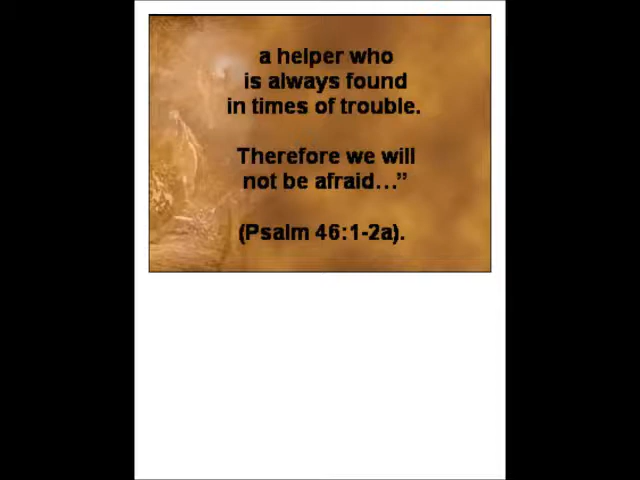 a helper who
is always found
in times of trouble.
Therefore we will
not be afraid…”
(Psalm 46:1-2a).